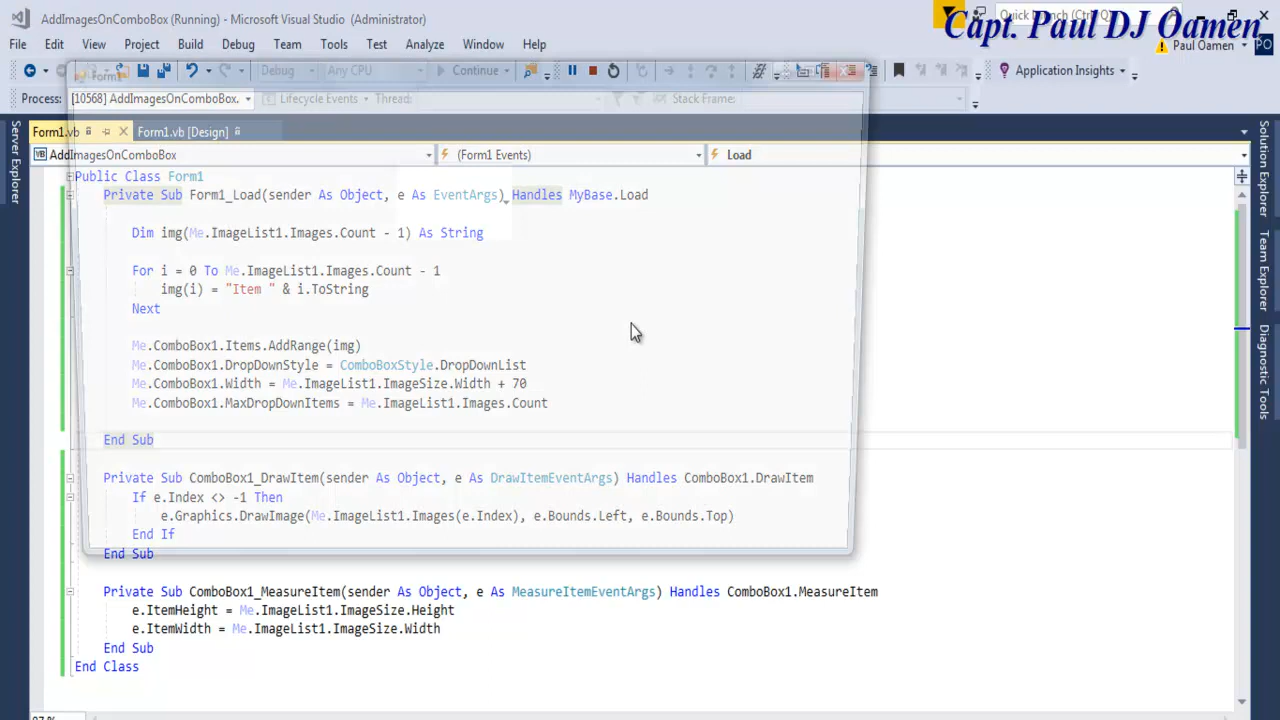 AddImagesOnComboBox (Running) - Microsoft Visual Studio (Administrator)
Quick Launch (Ctrl+Q)
Capt. Paul DJ Oamen
File Edit View Project Build Debug Team Tools Test Analyze Window Help
Paul Oamen PO
Debug Any CPU Continue Application Insights
Form1
Process: [10568] AddImagesOnComboBox. Lifecycle Events Thread: Stack Frame:
Form1.vb Form1.vb [Design]
AddImagesOnComboBox (Form1 Events) Load
Server Explorer
Solution Explorer
Team Explorer
Diagnostic Tools
Public Class Form1
Private Sub Form1_Load(sender As Object, e As EventArgs) Handles MyBase.Load
Dim img(Me.ImageList1.Images.Count - 1) As String
For i = 0 To Me.ImageList1.Images.Count - 1
img(i) = "Item " & i.ToString
Next
Me.ComboBox1.Items.AddRange(img)
Me.ComboBox1.DropDownStyle = ComboBoxStyle.DropDownList
Me.ComboBox1.Width = Me.ImageList1.ImageSize.Width + 70
Me.ComboBox1.MaxDropDownItems = Me.ImageList1.Images.Count
End Sub
Private Sub ComboBox1_DrawItem(sender As Object, e As DrawItemEventArgs) Handles ComboBox1.DrawItem
If e.Index <> -1 Then
e.Graphics.DrawImage(Me.ImageList1.Images(e.Index), e.Bounds.Left, e.Bounds.Top)
End If
End Sub
Private Sub ComboBox1_MeasureItem(sender As Object, e As MeasureItemEventArgs) Handles ComboBox1.MeasureItem
e.ItemHeight = Me.ImageList1.ImageSize.Height
e.ItemWidth = Me.ImageList1.ImageSize.Width
End Sub
End Class